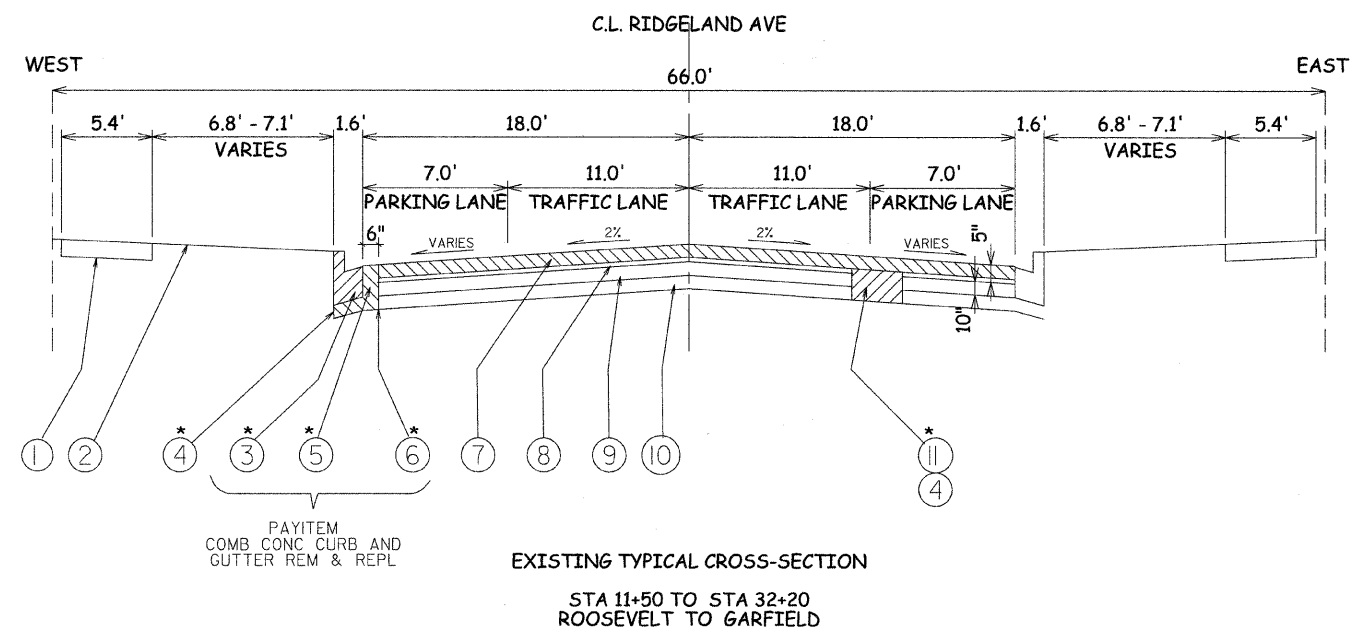 C.L. RIDGELAND AVE
WEST
EAST
66.0'
5.4'
6.8' - 7.1'
VARIES
1.6'
18.0'
18.0'
1.6'
6.8' - 7.1'
VARIES
5.4'
7.0'
11.0'
11.0'
7.0'
PARKING LANE
TRAFFIC LANE
TRAFFIC LANE
PARKING LANE
6"
VARIES
2%
2%
VARIES
5"
10"
1
2
*
4
*
3
*
5
*
6
7
8
9
10
*
11
4
PAYITEM
COMB CONC CURB AND
GUTTER REM & REPL
EXISTING TYPICAL CROSS-SECTION
STA 11+50 TO STA 32+20
ROOSEVELT TO GARFIELD